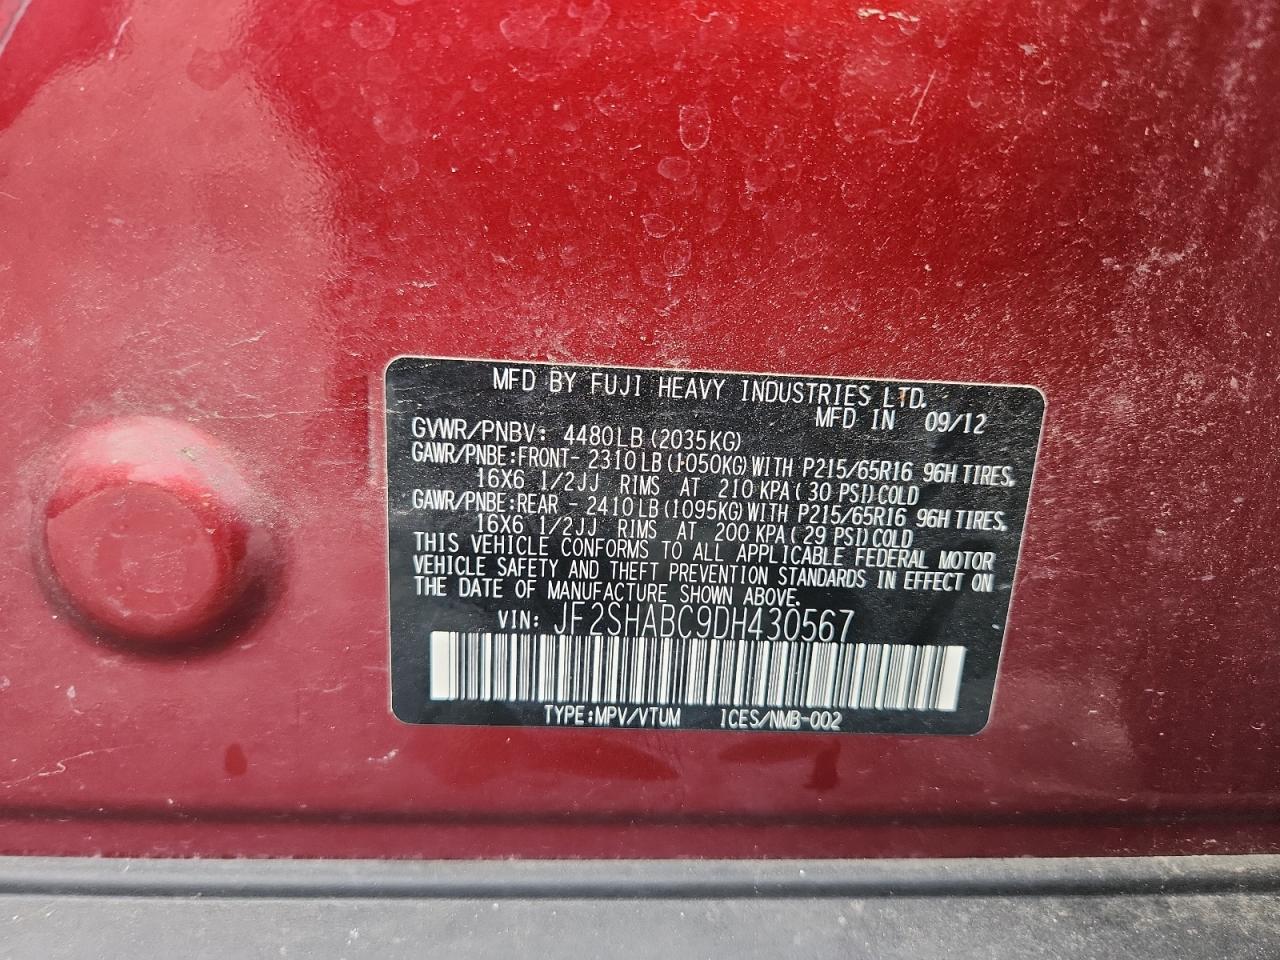 MFD BY FUJI HEAVY INDUSTRIES LTD.
MFD IN 09/12
GVWR/PNBV: 4480LB(2035KG)
GAWR/PNBE:FRONT- 2310LB(1050KG)WITH P215/65R16 96H TIRES,
16X6 1/2JJ RIMS AT 210 KPA(30 PSI)COLD
GAWR/PNBE:REAR - 2410LB(1095KG)WITH P215/65R16 96H TIRES,
16X6 1/2JJ RIMS AT 200 KPA(29 PSI)COLD
THIS VEHICLE CONFORMS TO ALL APPLICABLE FEDERAL MOTOR
VEHICLE SAFETY AND THEFT PREVENTION STANDARDS IN EFFECT ON
THE DATE OF MANUFACTURE SHOWN ABOVE.
VIN: JF2SHABC9DH430567
TYPE:MPV/VTUM ICES/NMB-002